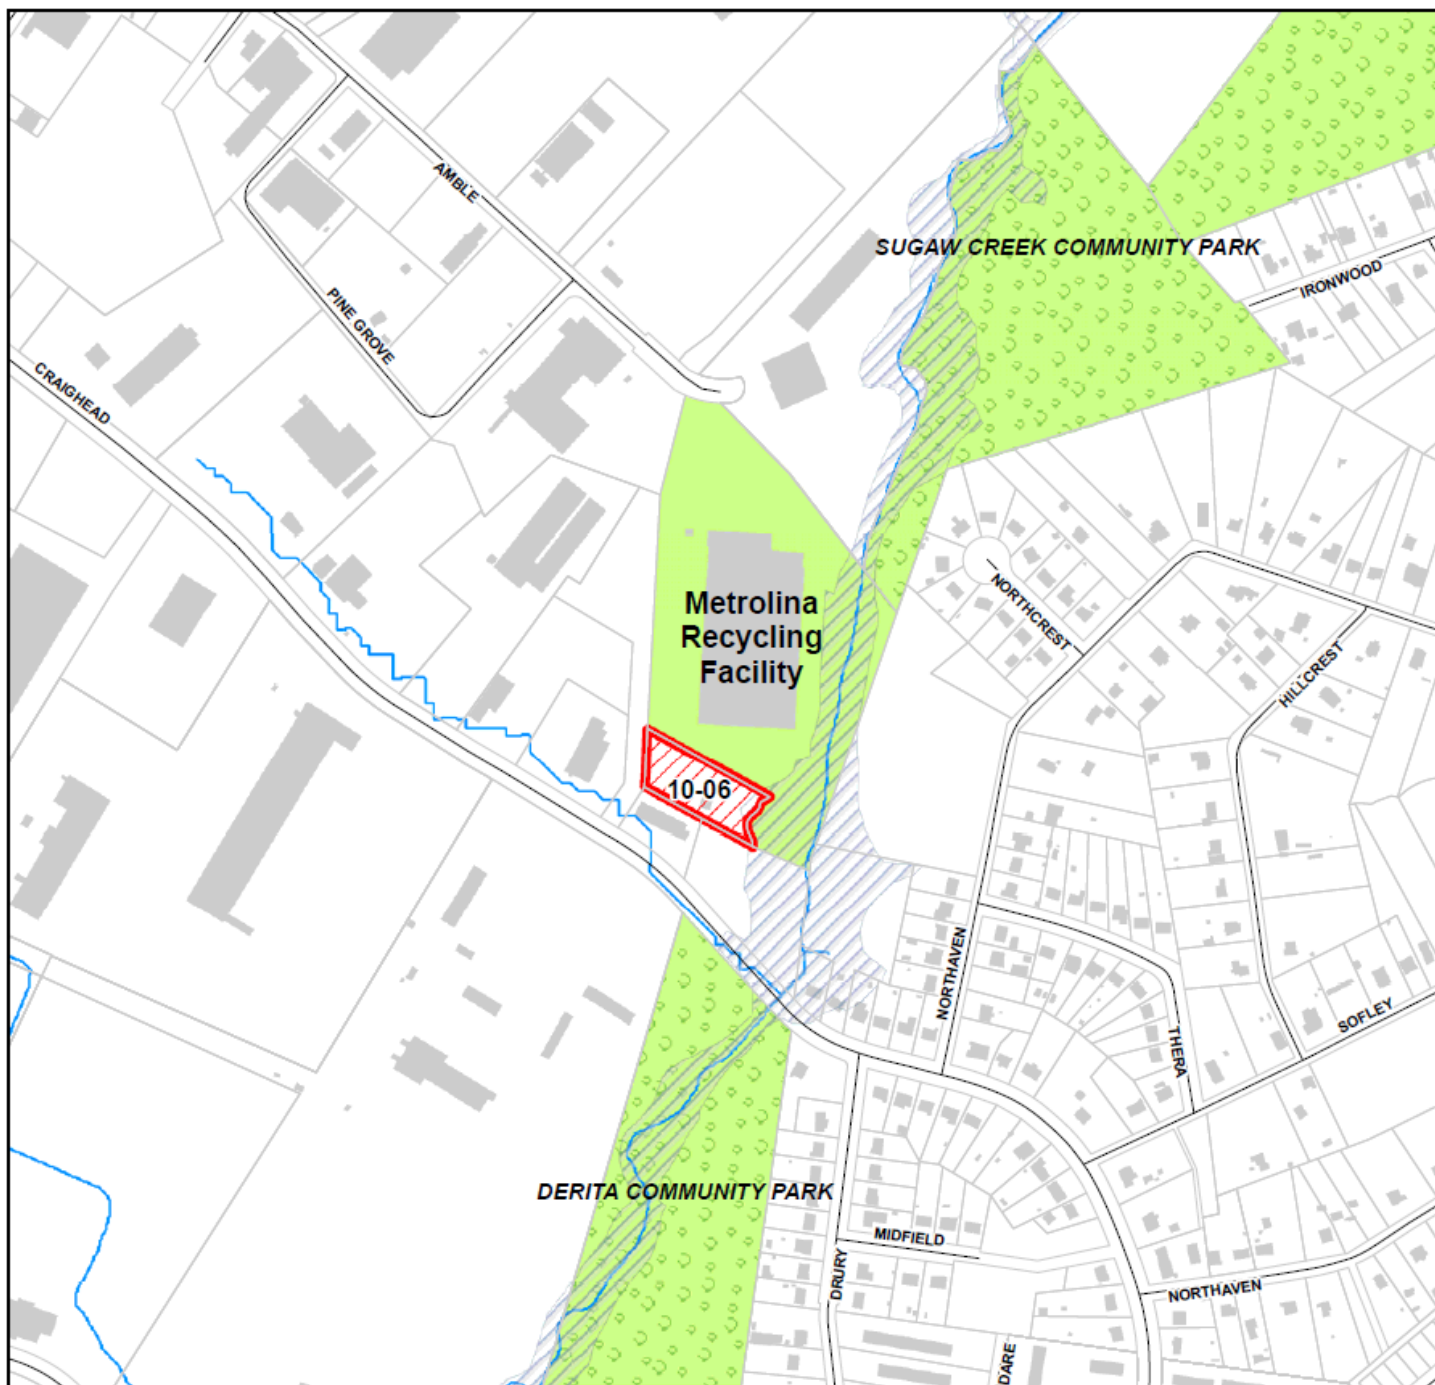 AMBLE
SUGAW CREEK COMMUNITY PARK
IRONWOOD
PINE GROVE
CRAIGHEAD
Metrolina
Recycling
Facility
NORTHCREST
HILLCREST
10-06
NORTHAVEN
SOFLEY
THERA
DERITA COMMUNITY PARK
MIDFIELD
DRURY
NORTHAVEN
DARE